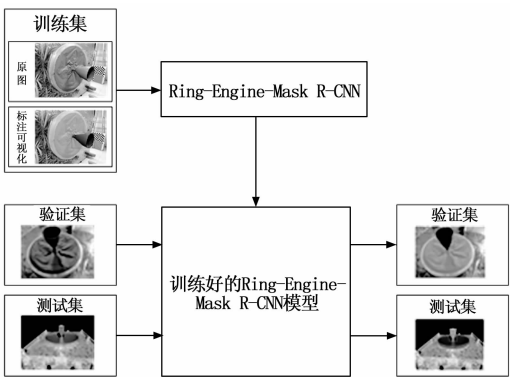 训练集
原图
标注可视化
Ring-Engine-Mask R-CNN
验证集
测试集
训练好的Ring-Engine-
Mask R-CNN模型
验证集
测试集